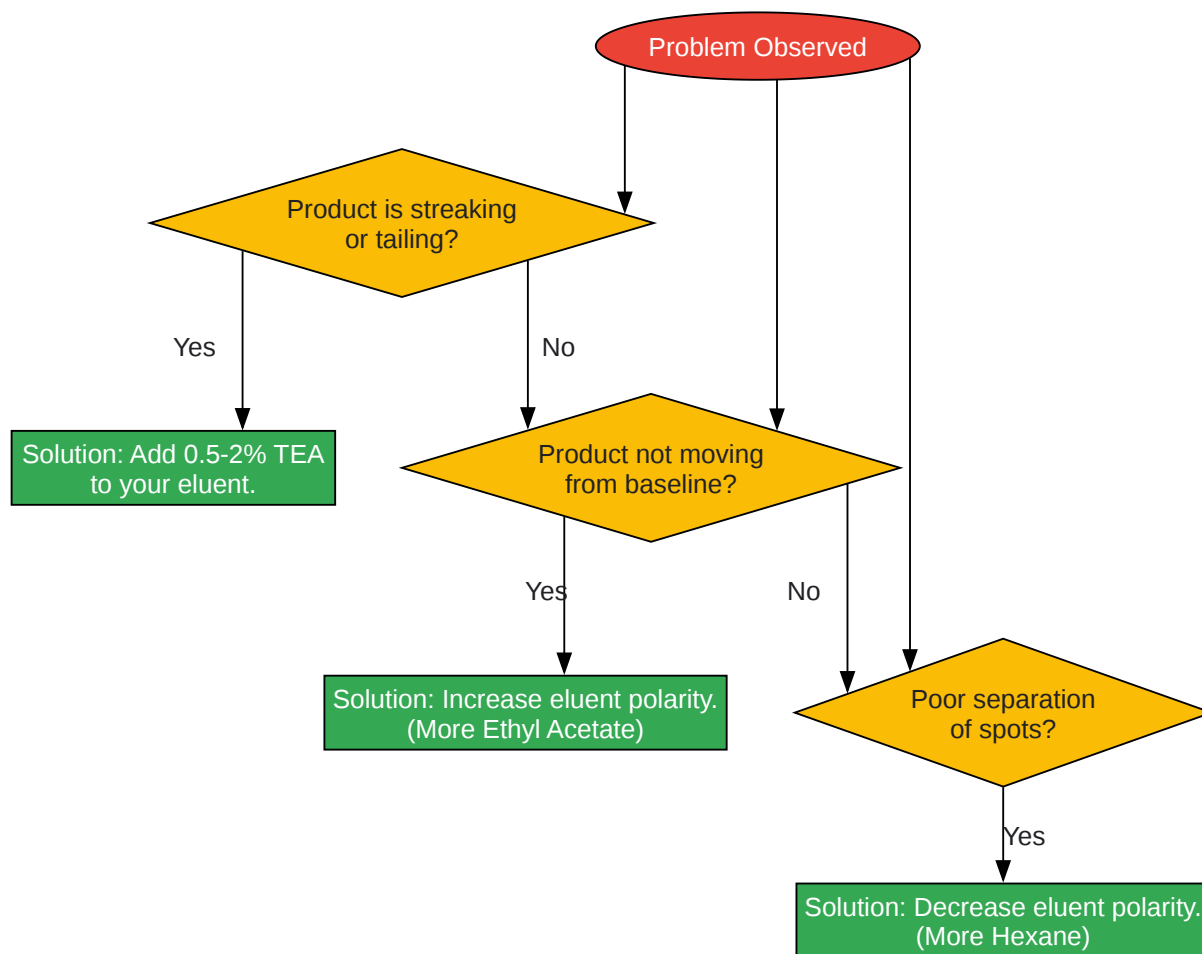 Problem Observed
Product is streaking
or tailing?
Yes
No
Solution: Add 0.5-2% TEA
to your eluent.
Product not moving
from baseline?
Yes
No
Solution: Increase eluent polarity.
(More Ethyl Acetate)
Poor separation
of spots?
Yes
Solution: Decrease eluent polarity.
(More Hexane)